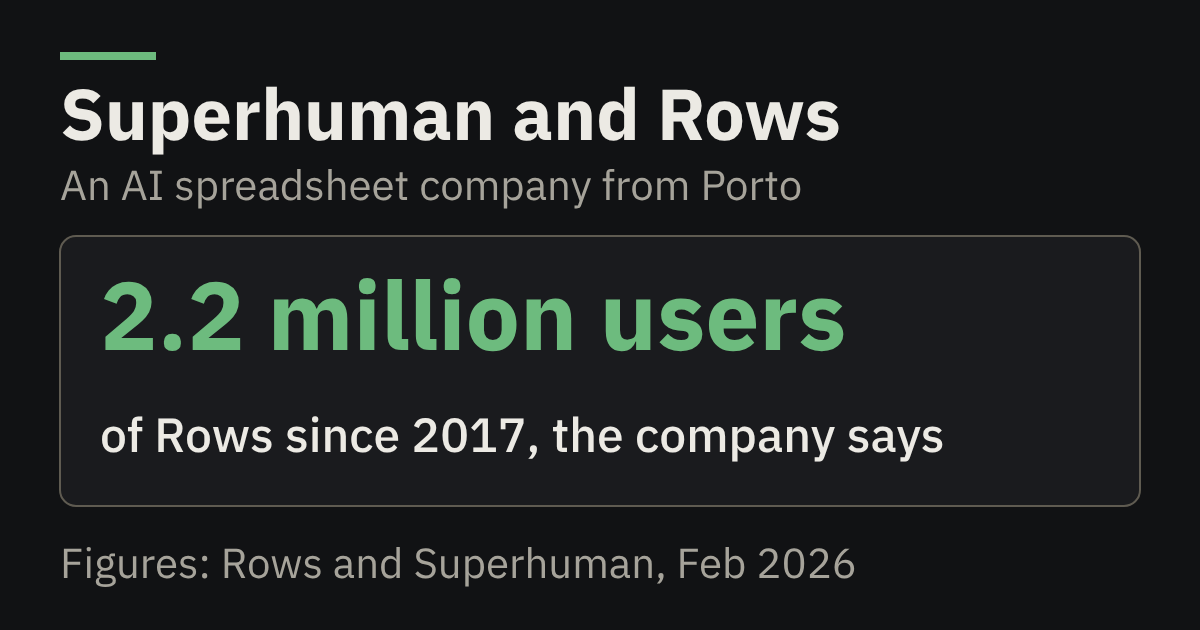 Superhuman and Rows
An AI spreadsheet company from Porto
2.2 million users
of Rows since 2017, the company says
Figures: Rows and Superhuman, Feb 2026